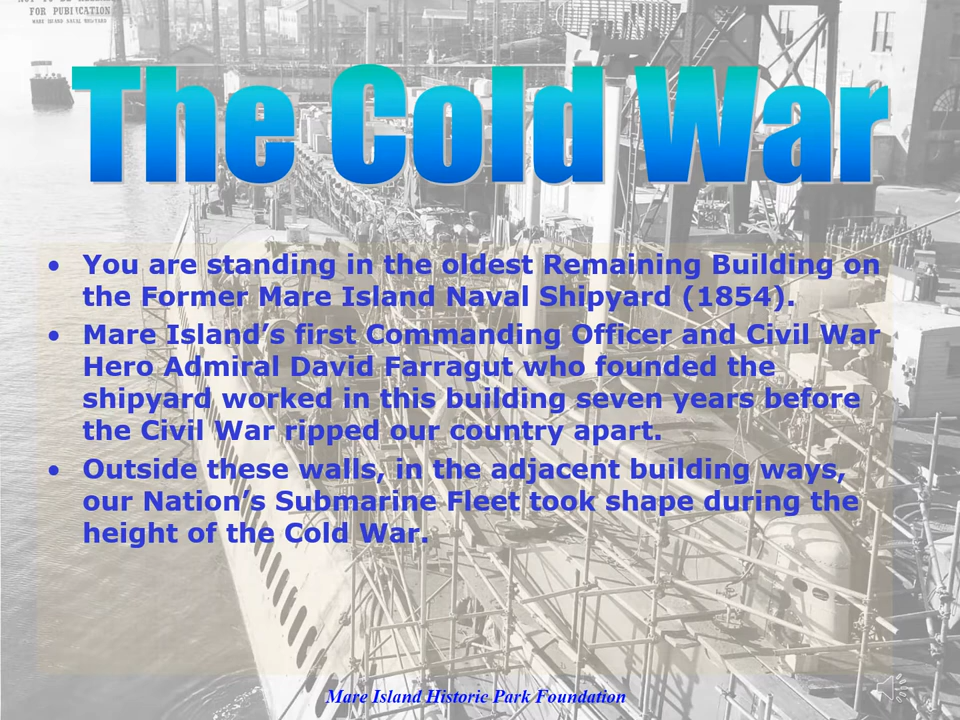 FOR PUBLICATION
MARE ISLAND NAVAL SHIPYARD
The Cold War
• You are standing in the oldest Remaining Building on
the Former Mare Island Naval Shipyard (1854).
• Mare Island’s first Commanding Officer and Civil War
Hero Admiral David Farragut who founded the
shipyard worked in this building seven years before
the Civil War ripped our country apart.
• Outside these walls, in the adjacent building ways,
our Nation’s Submarine Fleet took shape during the
height of the Cold War.
Mare Island Historic Park Foundation